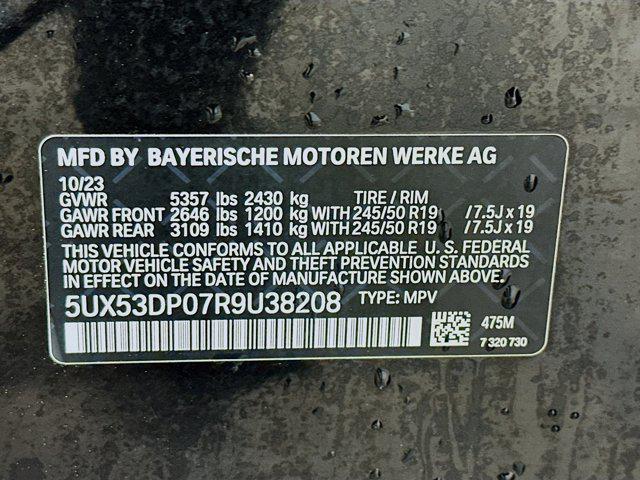 MFD BY BAYERISCHE MOTOREN WERKE AG
10/23
GVWR 5357 lbs 2430 kg TIRE / RIM
GAWR FRONT 2646 lbs 1200 kg WITH 245/50 R19 / 7.5J x 19
GAWR REAR 3109 lbs 1410 kg WITH 245/50 R19 / 7.5J x 19
THIS VEHICLE CONFORMS TO ALL APPLICABLE U. S. FEDERAL
MOTOR VEHICLE SAFETY AND THEFT PREVENTION STANDARDS
IN EFFECT ON THE DATE OF MANUFACTURE SHOWN ABOVE.
5UX53DP07R9U38208 TYPE: MPV
475M
7 320 730